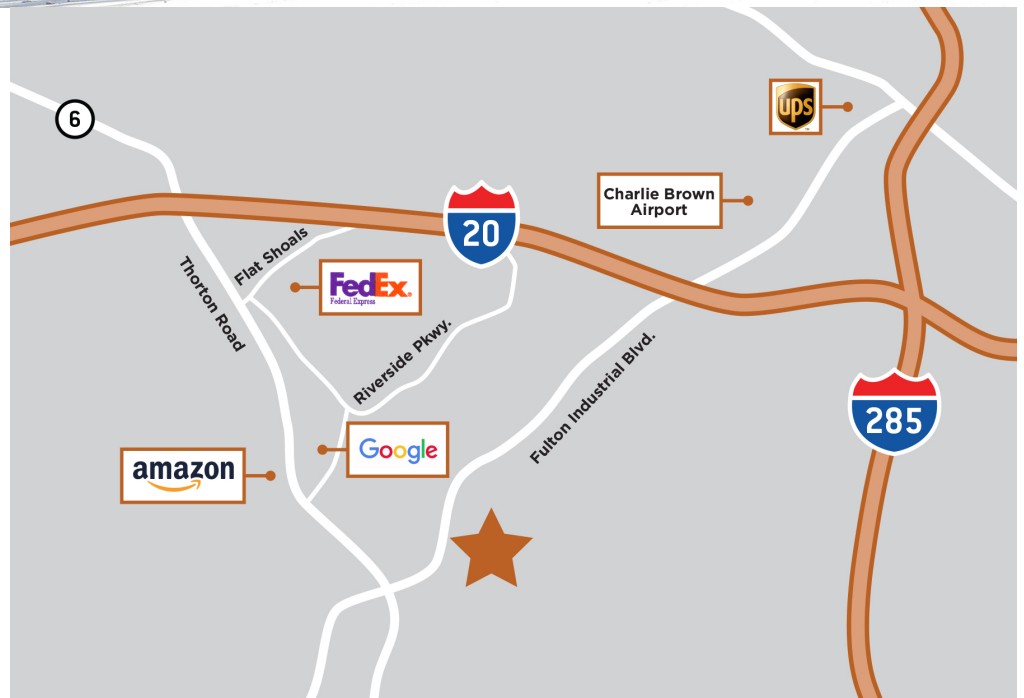 6
ups
Charlie Brown
Airport
20
Flat Shoals
FedEx.
Federal Express
Thorton Road
Riverside Pkwy.
Fulton Industrial Blvd.
285
Google
amazon